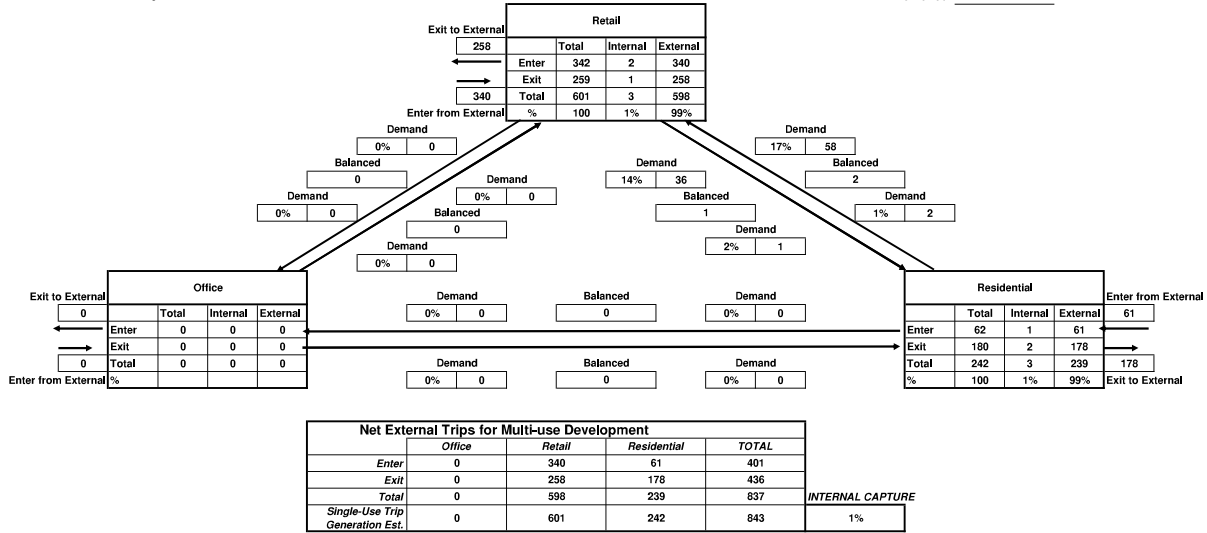 Retail
Exit to External
258 Total Internal External
Enter 342 2 340
Exit 259 1 258
340 Total 601 3 598
Enter from External % 100 1% 99%
Demand Demand
0% 0 17% 58
Balanced Demand Balanced
0 Demand 14% 36 2
Demand 0% 0 Balanced Demand
0% 0 Balanced 1 1% 2
0 Demand
Demand 2% 1
0% 0
Office Residential
Exit to External Demand Balanced Demand Enter from External
0 Total Internal External 0% 0 0 0% 0 Total Internal External 61
Enter 0 0 0 Enter 62 1 61
Exit 0 0 0 Exit 180 2 178
0 Total 0 0 0 Demand Balanced Demand Total 242 3 239 178
Enter from External % 0% 0 0 0% 0 % 100 1% 99% Exit to External
Net External Trips for Multi-use Development
Office Retail Residential TOTAL
Enter 0 340 61 401
Exit 0 258 178 436
Total 0 598 239 837 INTERNAL CAPTURE
Single-Use Trip
Generation Est. 0 601 242 843 1%